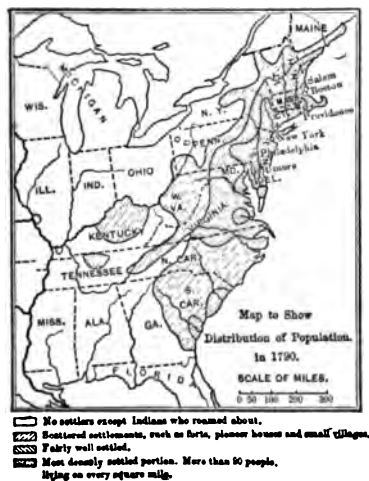 MAINE
MICHIGAN
WIS.
N. Y.
Salem
Boston
Providence
New York
PENN.
Philadelphia
OHIO
ILL.
IND.
MD.
DEL.
W. VA.
VIRGINIA
KENTUCKY
TENNESSEE
N. CAR.
S. CAR.
MISS.
ALA.
GA.
FLORIDA
Map to Show
Distribution of Population,
in 1790.
SCALE OF MILES.
0 50 100 200 300
No settlers except Indians who roamed about,
Scattered settlements, such as forts, pioneer houses and small villages,
Fairly well settled,
Most densely settled portion. More than 90 people,
living on every square mile.